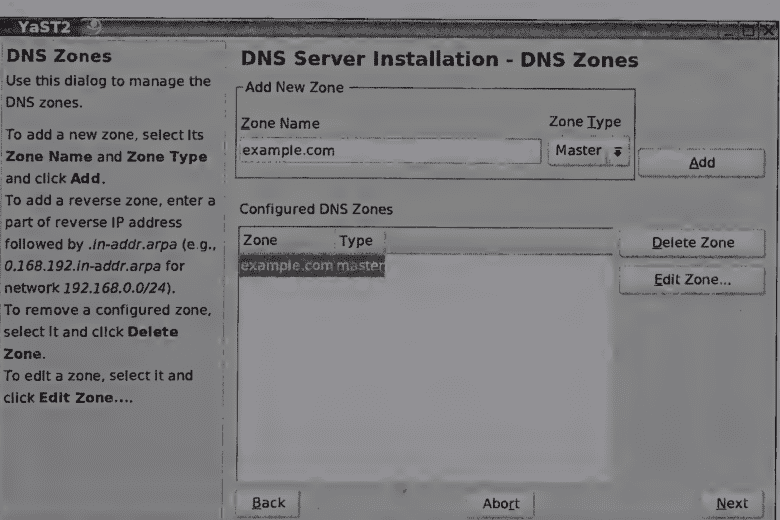 YaST2
DNS Zones
Use this dialog to manage the
DNS zones.
To add a new zone, select its
Zone Name and Zone Type
and click Add.
To add a reverse zone, enter a
part of reverse IP address
followed by .in-addr.arpa (e.g.,
0.168.192.in-addr.arpa for
network 192.168.0.0/24).
To remove a configured zone,
select it and click Delete
Zone.
To edit a zone, select it and
click Edit Zone....
DNS Server Installation - DNS Zones
Add New Zone
Zone Name
Zone Type
example.com
Master
Add
Configured DNS Zones
Zone Type
example.com master
Delete Zone
Edit Zone...
Back
Abort
Next